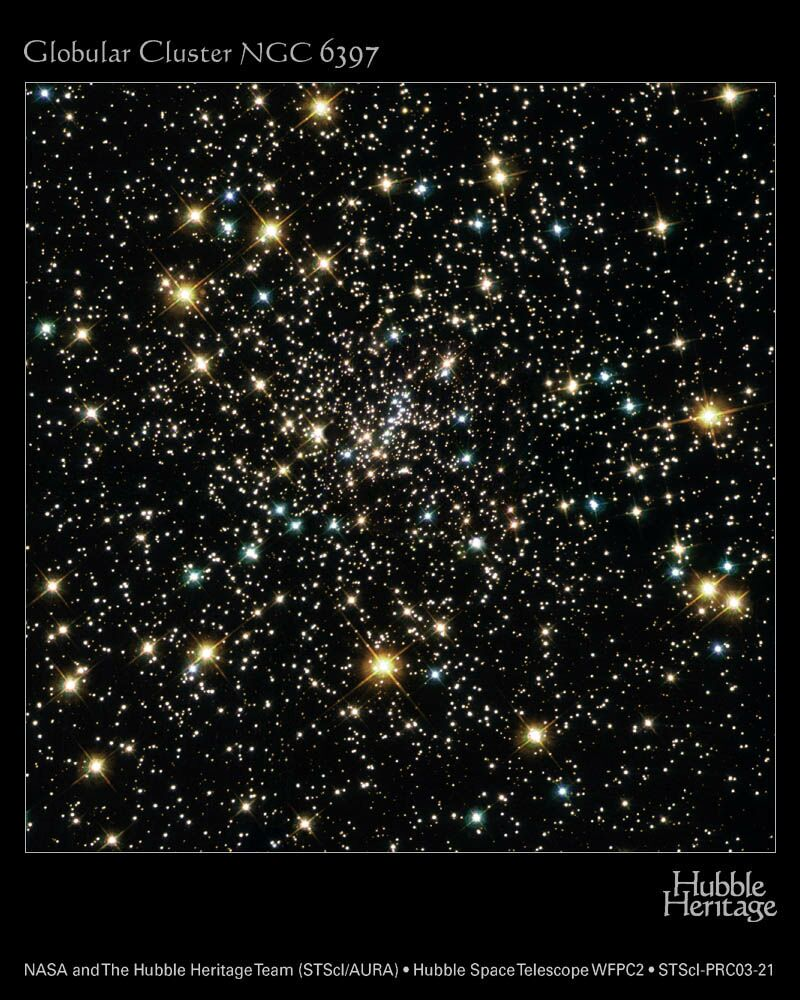 Globular Cluster NGC 6397
Hubble
Heritage
NASA and The Hubble Heritage Team (STScI/AURA) • Hubble Space Telescope WFPC2 • STScI-PRC03-21